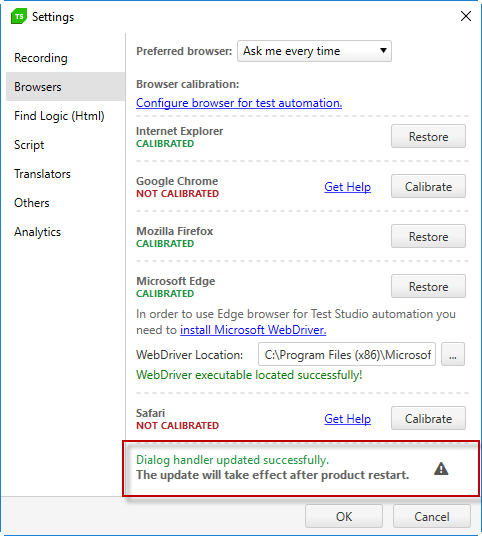 TS Settings
Recording
Browsers
Find Logic (Html)
Script
Translators
Others
Analytics
Preferred browser: Ask me every time
Browser calibration:
Configure browser for test automation.
Internet Explorer
CALIBRATED
Restore
Google Chrome
NOT CALIBRATED
Get Help
Calibrate
Mozilla Firefox
CALIBRATED
Restore
Microsoft Edge
CALIBRATED
Restore
In order to use Edge browser for Test Studio automation you
need to install Microsoft WebDriver.
WebDriver Location: C:\Program Files (x86)\Microsof ...
WebDriver executable located successfully!
Safari
NOT CALIBRATED
Get Help
Calibrate
Dialog handler updated successfully.
The update will take effect after product restart.
OK
Cancel